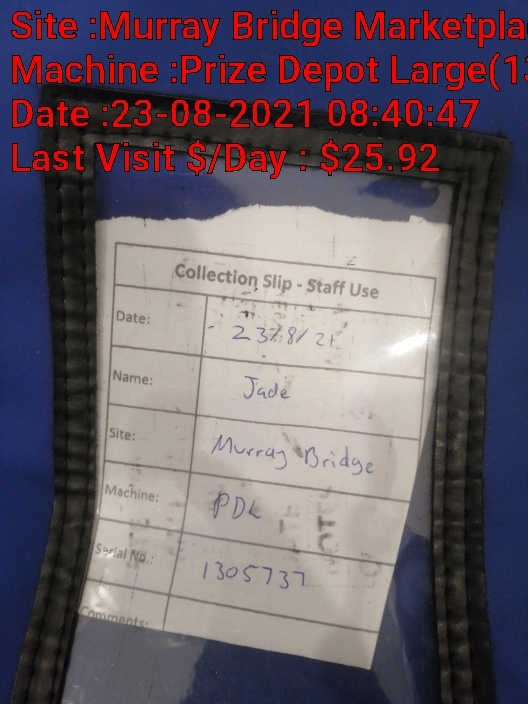 Site :Murray Bridge Marketpla
Machine :Prize Depot Large(13
Date :23-08-2021 08:40:47
Last Visit $/Day : $25.92
Collection Slip - Staff Use
Date: 23/8/21
Name: Jade
Site: Murray Bridge
Machine: PDL
Serial No.: 1305737
Comments: